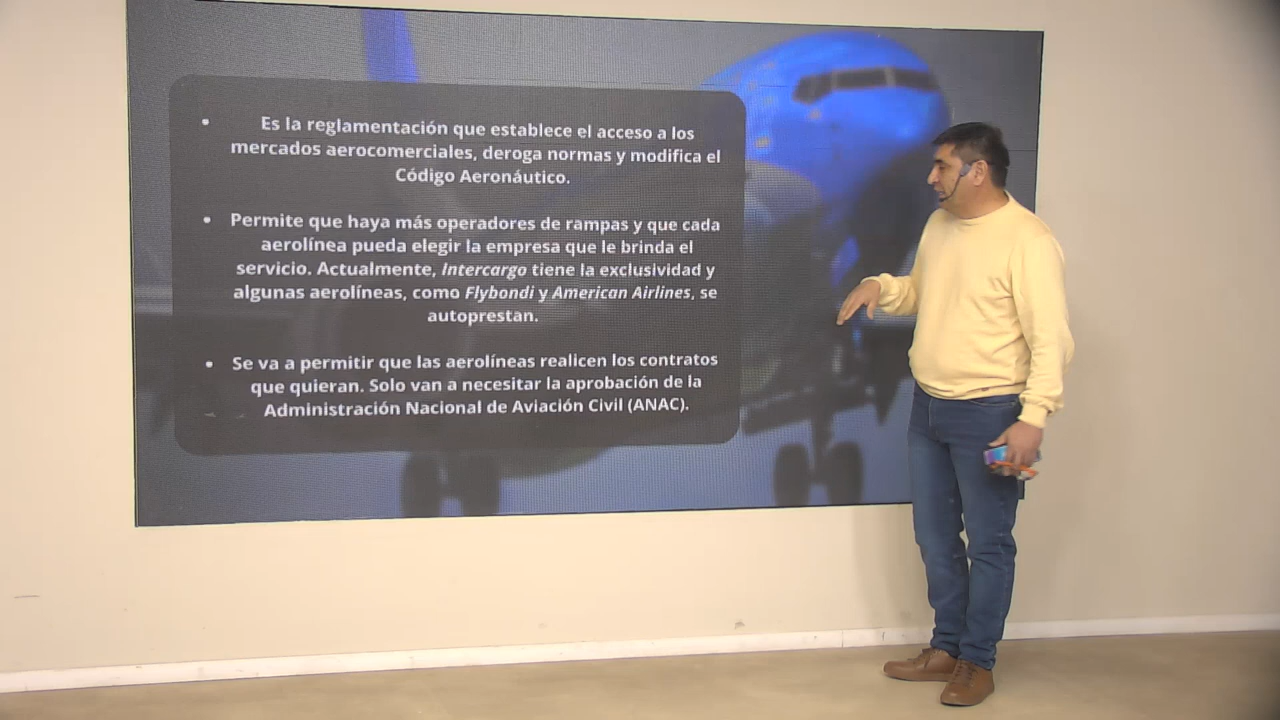 • Es la reglamentación que establece el acceso a los
mercados aerocomerciales, deroga normas y modifica el
Código Aeronáutico.
• Permite que haya más operadores de rampas y que cada
aerolínea pueda elegir la empresa que le brinda el
servicio. Actualmente, Intercargo tiene la exclusividad y
algunas aerolíneas, como Flybondi y American Airlines, se
autoprestan.
• Se va a permitir que las aerolíneas realicen los contratos
que quieran. Solo van a necesitar la aprobación de la
Administración Nacional de Aviación Civil (ANAC).